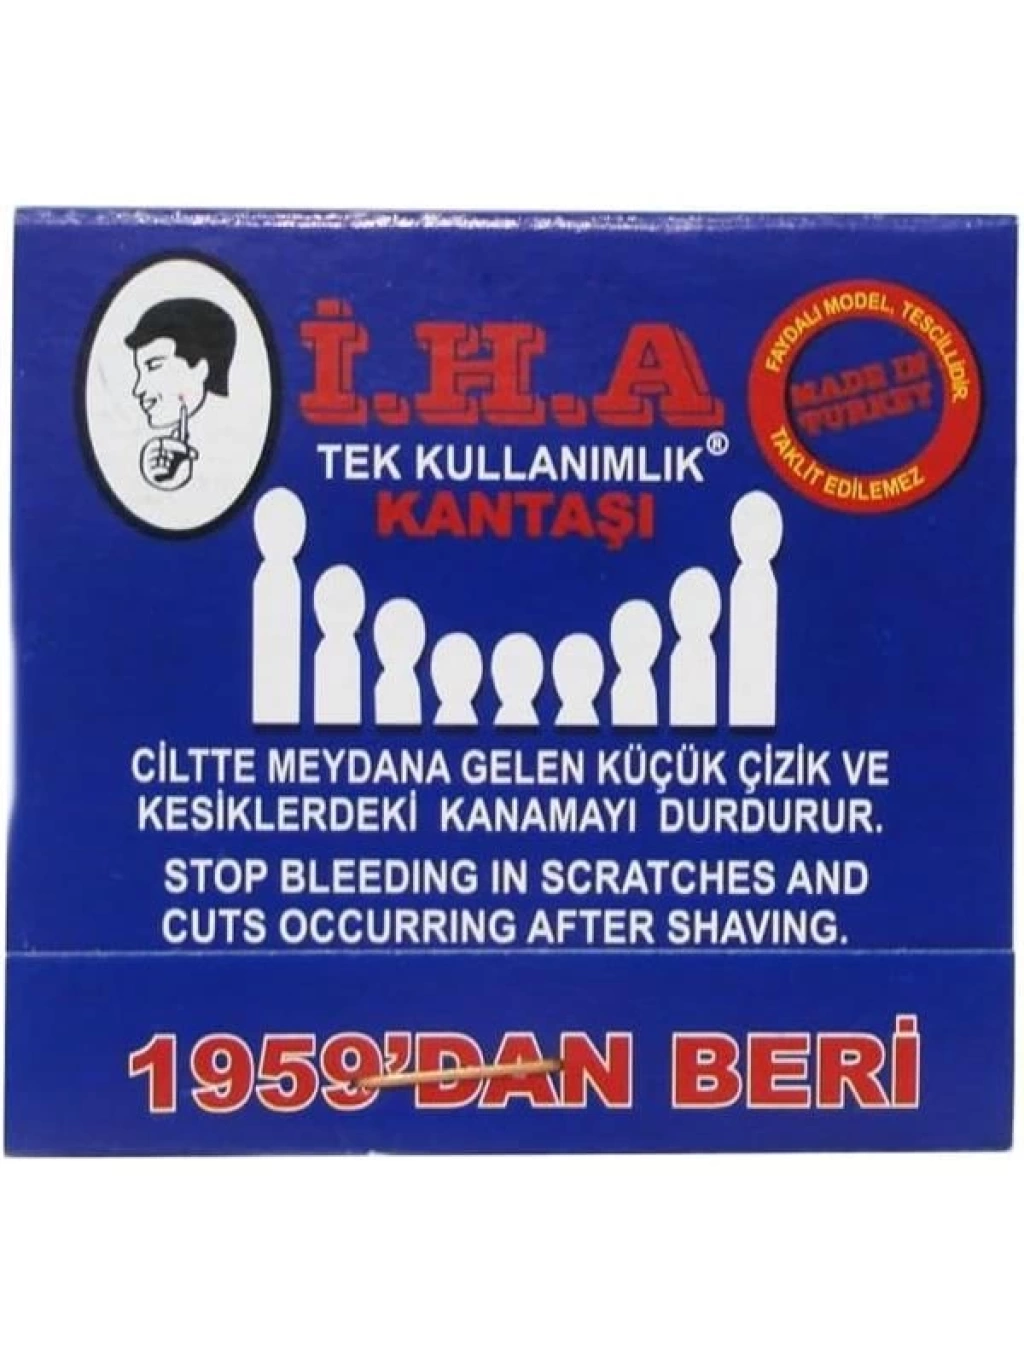 İ.H.A
TEK KULLANIMLIK®
KANTAŞI
FAYDALI MODEL, TESCİLLİDİR
MADE IN
TURKEY
TAKLİT EDİLEMEZ
CİLTTE MEYDANA GELEN KÜÇÜK ÇİZİK VE
KESİKLERDEKİ KANAMAYI DURDURUR.
STOP BLEEDING IN SCRATCHES AND
CUTS OCCURRING AFTER SHAVING.
1959'DAN BERİ